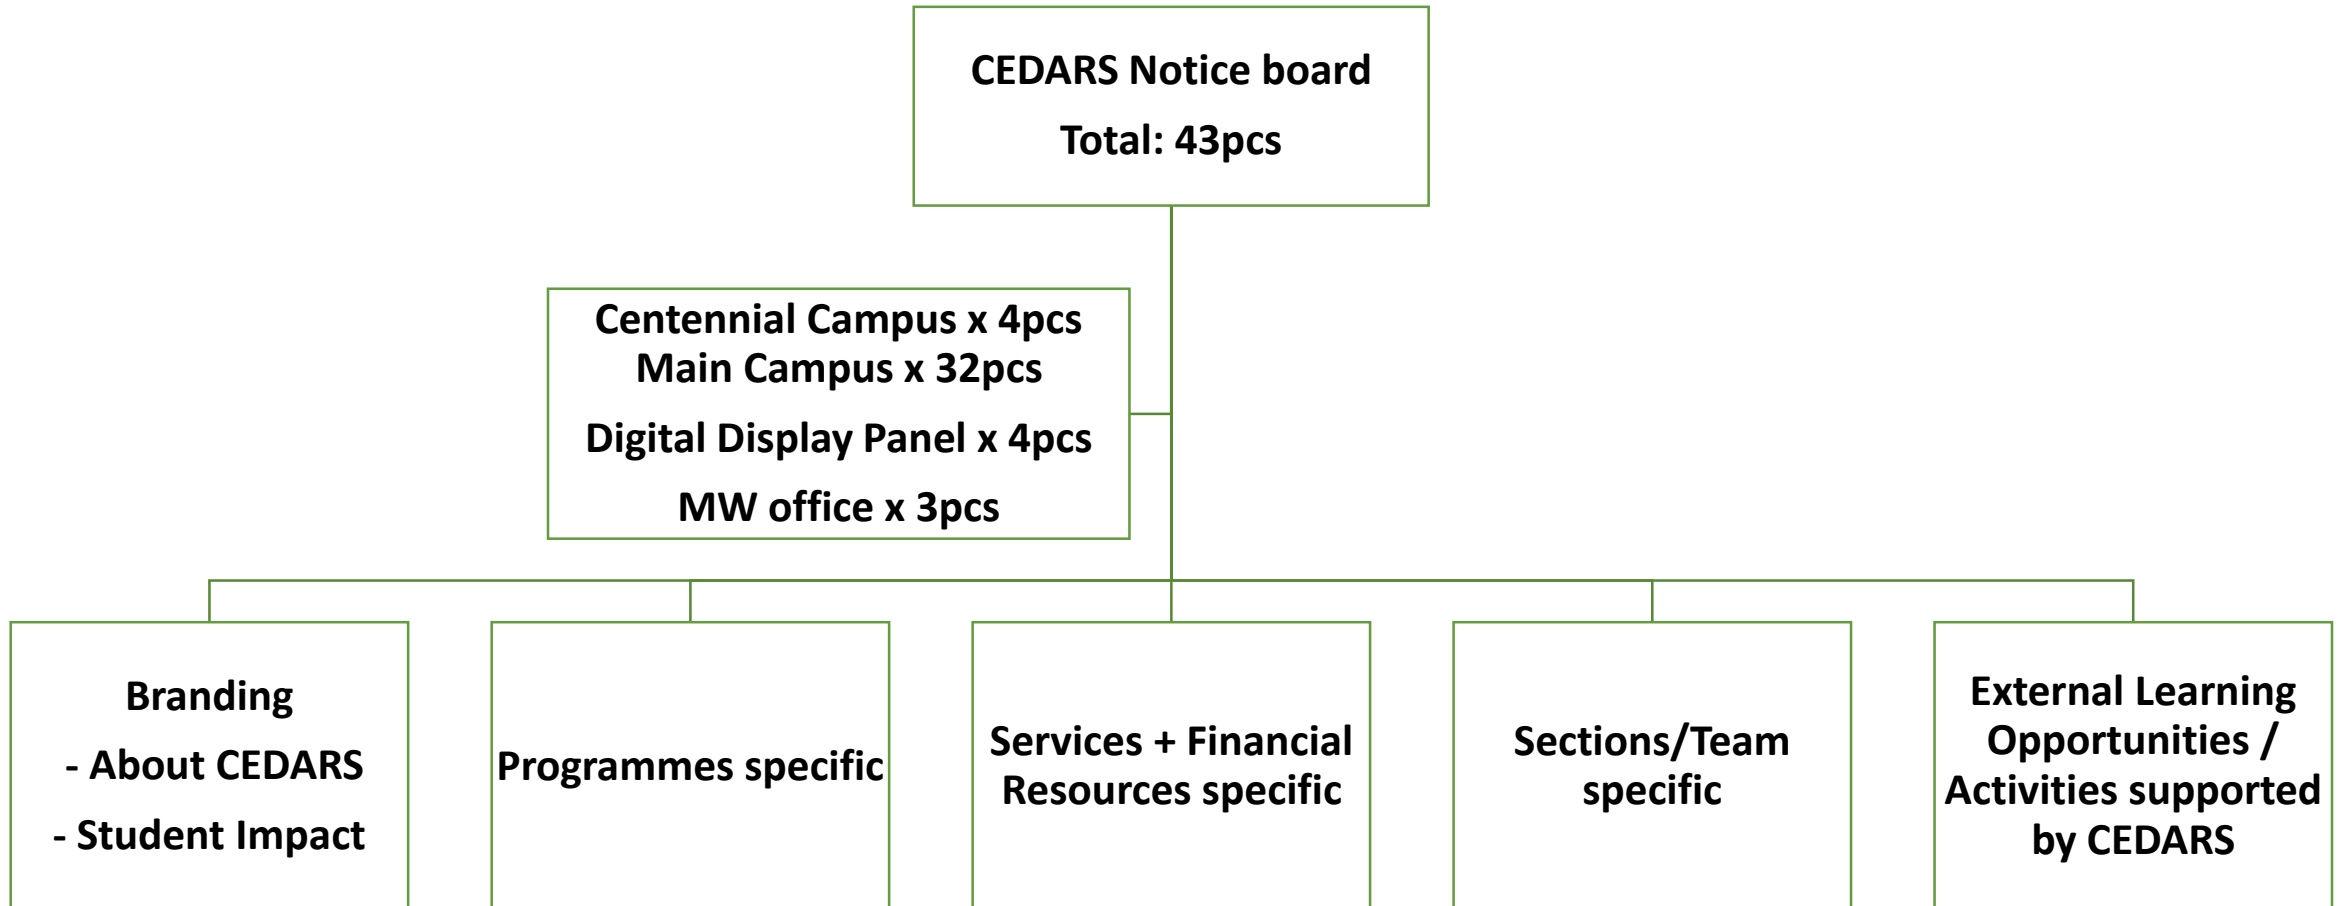 CEDARS Notice board
Total: 43pcs
Centennial Campus x 4pcs
Main Campus x 32pcs
Digital Display Panel x 4pcs
MW office x 3pcs
Branding
- About CEDARS
- Student Impact
Programmes specific
Services + Financial
Resources specific
Sections/Team
specific
External Learning
Opportunities /
Activities supported
by CEDARS